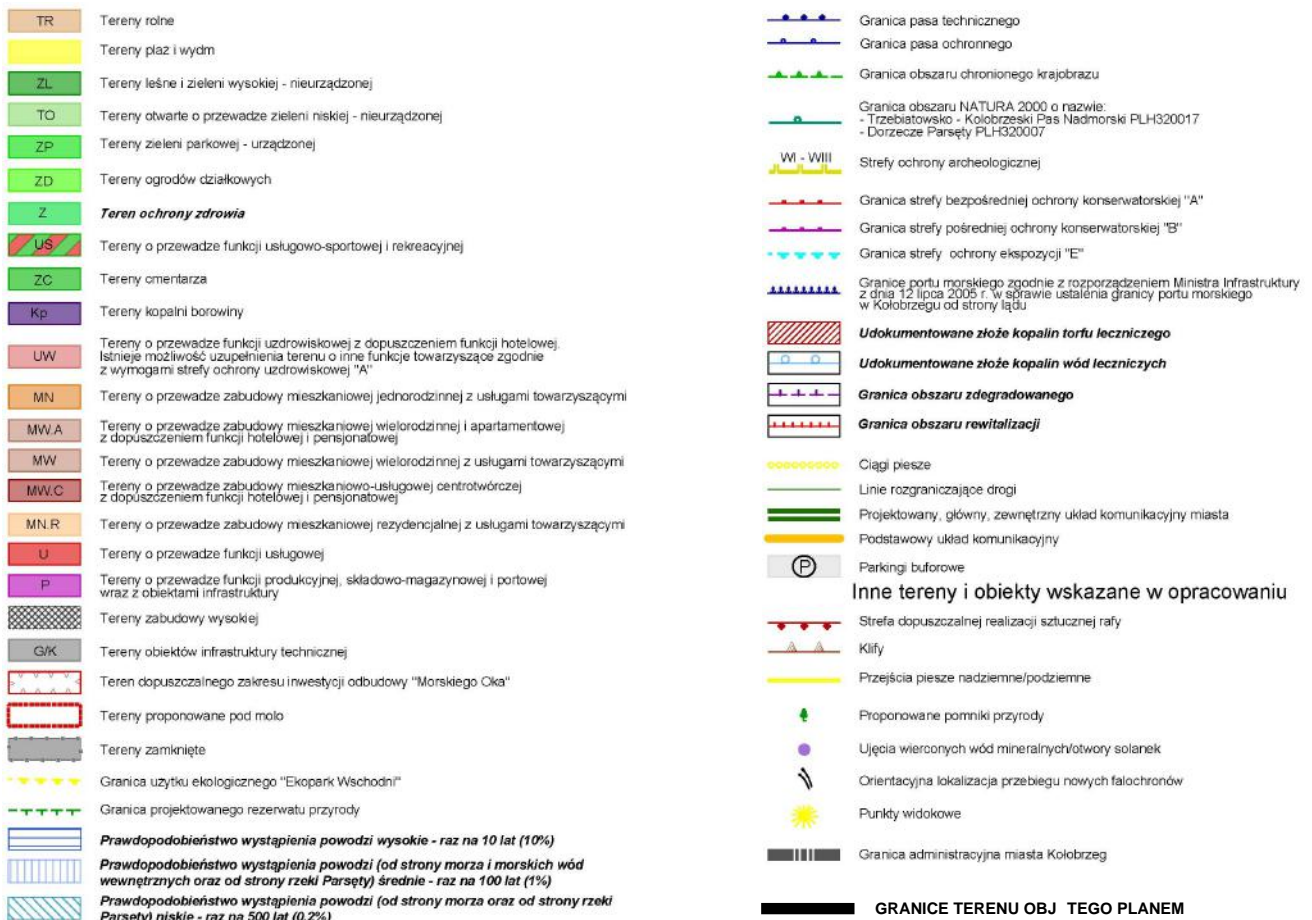 TR Tereny rolne
Tereny plaż i wydm
ZL Tereny leśne i zieleni wysokiej - nieurządzonej
TO Tereny otwarte o przewadze zieleni niskiej - nieurządzonej
ZP Tereny zieleni parkowej - urządzonej
ZD Tereny ogrodów działkowych
Z Teren ochrony zdrowia
US Tereny o przewadze funkcji usługowo-sportowej i rekreacyjnej
ZC Tereny cmentarza
Kp Tereny kopalni borowiny
UW Tereny o przewadze funkcji uzdrowiskowej z dopuszczeniem funkcji hotelowej.
Istnieje możliwość uzupełnienia terenu o inne funkcje towarzyszące zgodnie
z wymogami strefy ochrony uzdrowiskowej "A"
MN Tereny o przewadze zabudowy mieszkaniowej jednorodzinnej z usługami towarzyszącymi
MW.A Tereny o przewadze zabudowy mieszkaniowej wielorodzinnej i apartamentowej
z dopuszczeniem funkcji hotelowej i pensjonatowej
MW Tereny o przewadze zabudowy mieszkaniowej wielorodzinnej z usługami towarzyszącymi
MW.C Tereny o przewadze zabudowy mieszkaniowo-usługowej centrotwórczej
z dopuszczeniem funkcji hotelowej i pensjonatowej
MN.R Tereny o przewadze zabudowy mieszkaniowej rezydencjalnej z usługami towarzyszącymi
U Tereny o przewadze funkcji usługowej
P Tereny o przewadze funkcji produkcyjnej, składowo-magazynowej i portowej
wraz z obiektami infrastruktury
Tereny zabudowy wysokiej
G/K Tereny obiektów infrastruktury technicznej
Teren dopuszczalnego zakresu inwestycji odbudowy "Morskiego Oka"
Tereny proponowane pod molo
Tereny zamknięte
Granica użytku ekologicznego "Ekopark Wschodni"
Granica projektowanego rezerwatu przyrody
Prawdopodobieństwo wystąpienia powodzi wysokie - raz na 10 lat (10%)
Prawdopodobieństwo wystąpienia powodzi (od strony morza i morskich wód
wewnętrznych oraz od strony rzeki Parsęty) średnie - raz na 100 lat (1%)
Prawdopodobieństwo wystąpienia powodzi (od strony morza oraz od strony rzeki
Parsęty) niskie - raz na 500 lat (0,2%)
Granica pasa technicznego
Granica pasa ochronnego
Granica obszaru chronionego krajobrazu
Granica obszaru NATURA 2000 o nazwie:
- Trzebiatowsko - Kołobrzeski Pas Nadmorski PLH320017
- Dorzecze Parsęty PLH320007
WI - WIII Strefy ochrony archeologicznej
Granica strefy bezpośredniej ochrony konserwatorskiej "A"
Granica strefy pośredniej ochrony konserwatorskiej "B"
Granica strefy ochrony ekspozycji "E"
Granice portu morskiego zgodnie z rozporządzeniem Ministra Infrastruktury
z dnia 12 lipca 2005 r. w sprawie ustalenia granicy portu morskiego
w Kołobrzegu od strony lądu
Udokumentowane złoże kopalin torfu leczniczego
Udokumentowane złoże kopalin wód leczniczych
Granica obszaru zdegradowanego
Granica obszaru rewitalizacji
Ciągi piesze
Linie rozgraniczające drogi
Projektowany, główny, zewnętrzny układ komunikacyjny miasta
Podstawowy układ komunikacyjny
P Parkingi buforowe
Inne tereny i obiekty wskazane w opracowaniu
Strefa dopuszczalnej realizacji sztucznej rafy
Klify
Przejścia piesze nadziemne/podziemne
Proponowane pomniki przyrody
Ujęcia wierconych wód mineralnych/otwory solanek
Orientacyjna lokalizacja przebiegu nowych falochronów
Punkty widokowe
Granica administracyjna miasta Kołobrzeg
GRANICE TERENU OBJ TEGO PLANEM